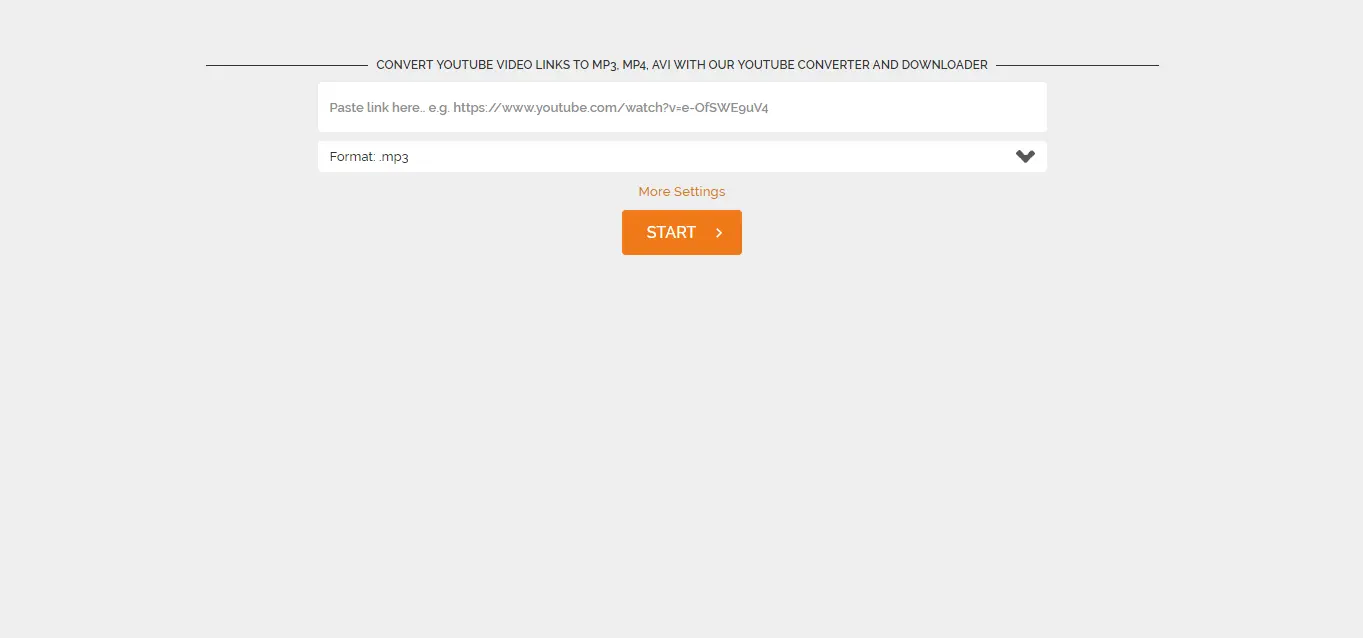 CONVERT YOUTUBE VIDEO LINKS TO MP3, MP4, AVI WITH OUR YOUTUBE CONVERTER AND DOWNLOADER
Paste link here.. e.g. https://www.youtube.com/watch?v=e-OfSWE9uV4
Format: .mp3
More Settings
START